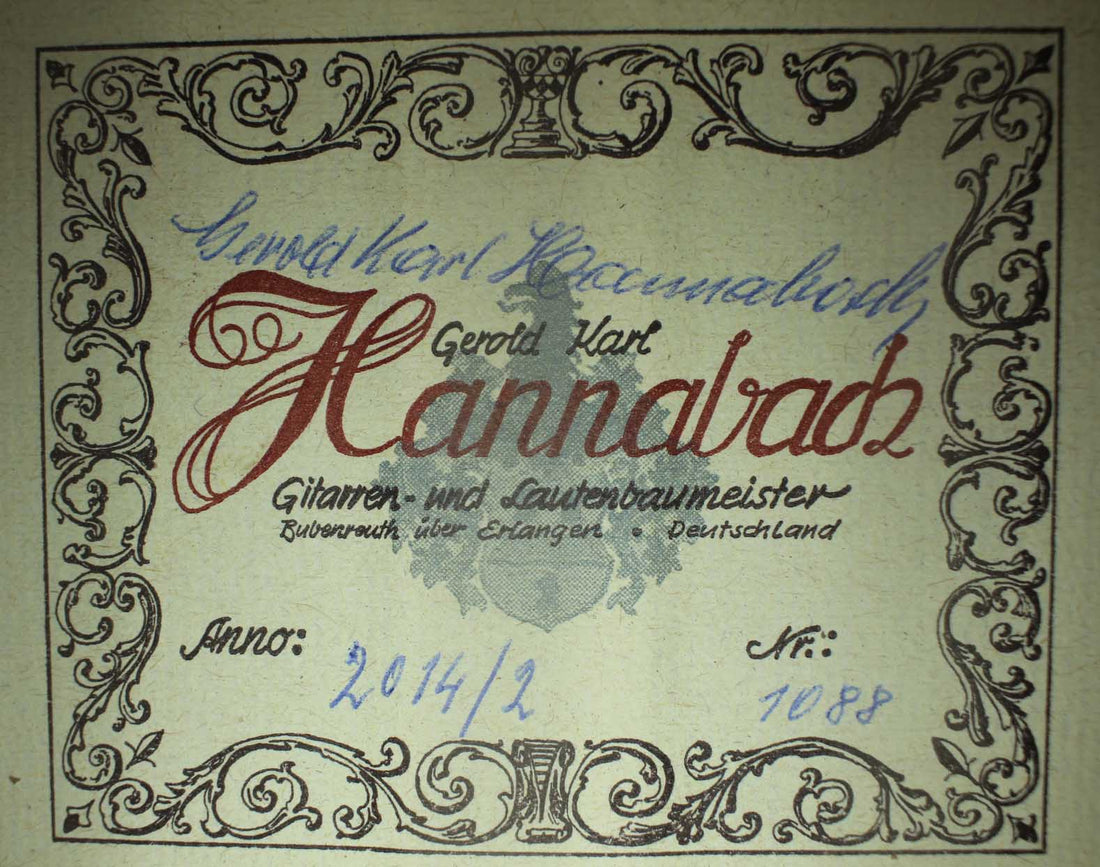 Gerold Karl Hannabach
Gerold Karl
Hannabach
Gitarren- und Lautenbaumeister
Bubenreuth über Erlangen • Deutschland
Anno: Nr.:
2014/2 1088